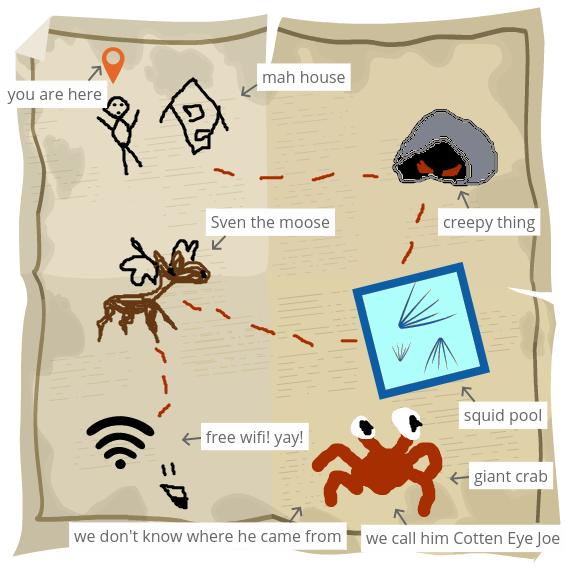 you are here
mah house
Sven the moose
creepy thing
squid pool
free wifi! yay!
giant crab
we don't know where he came from
we call him Cotten Eye Joe